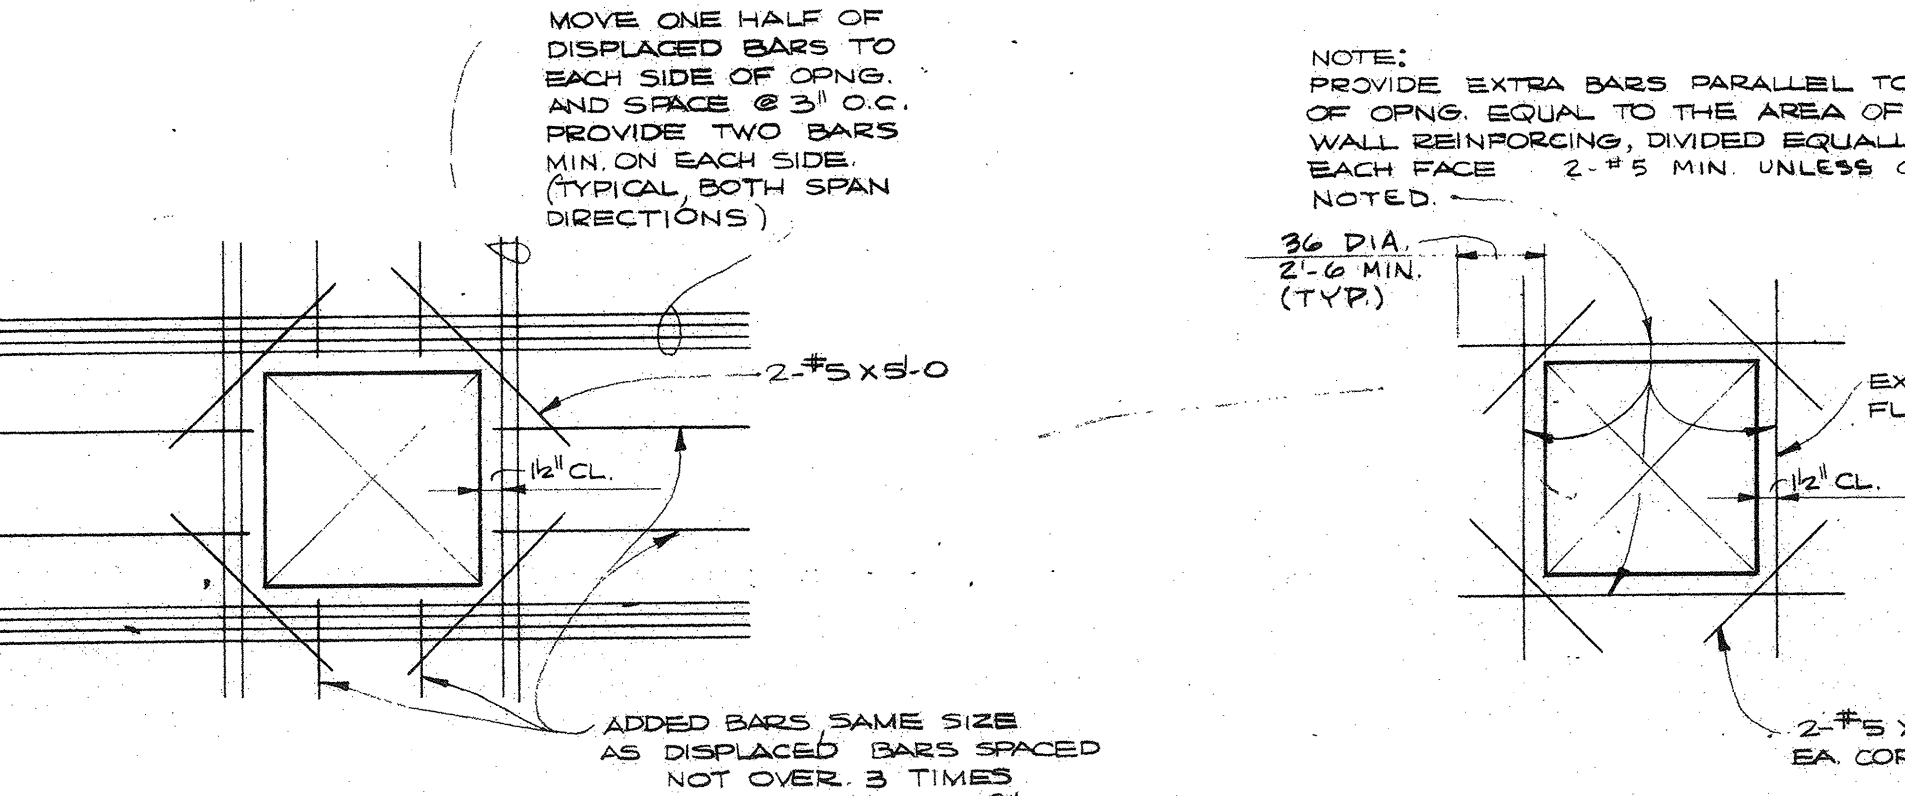 MOVE ONE HALF OF
DISPLACED BARS TO
EACH SIDE OF OPNG.
AND SPACE @ 3" O.C.
PROVIDE TWO BARS
MIN. ON EACH SIDE.
(TYPICAL, BOTH SPAN
DIRECTIONS)
2-#5 X 5'-0
1½" CL.
ADDED BARS, SAME SIZE
AS DISPLACED BARS SPACED
NOT OVER 3 TIMES
NOTE:
PROVIDE EXTRA BARS PARALLEL TO
OF OPNG. EQUAL TO THE AREA OF
WALL REINFORCING, DIVIDED EQUALL
EACH FACE 2-#5 MIN. UNLESS
NOTED.
36 DIA.
2'-6 MIN.
(TYP.)
EX
FL
1½" CL.
2-#5 X
EA. COR